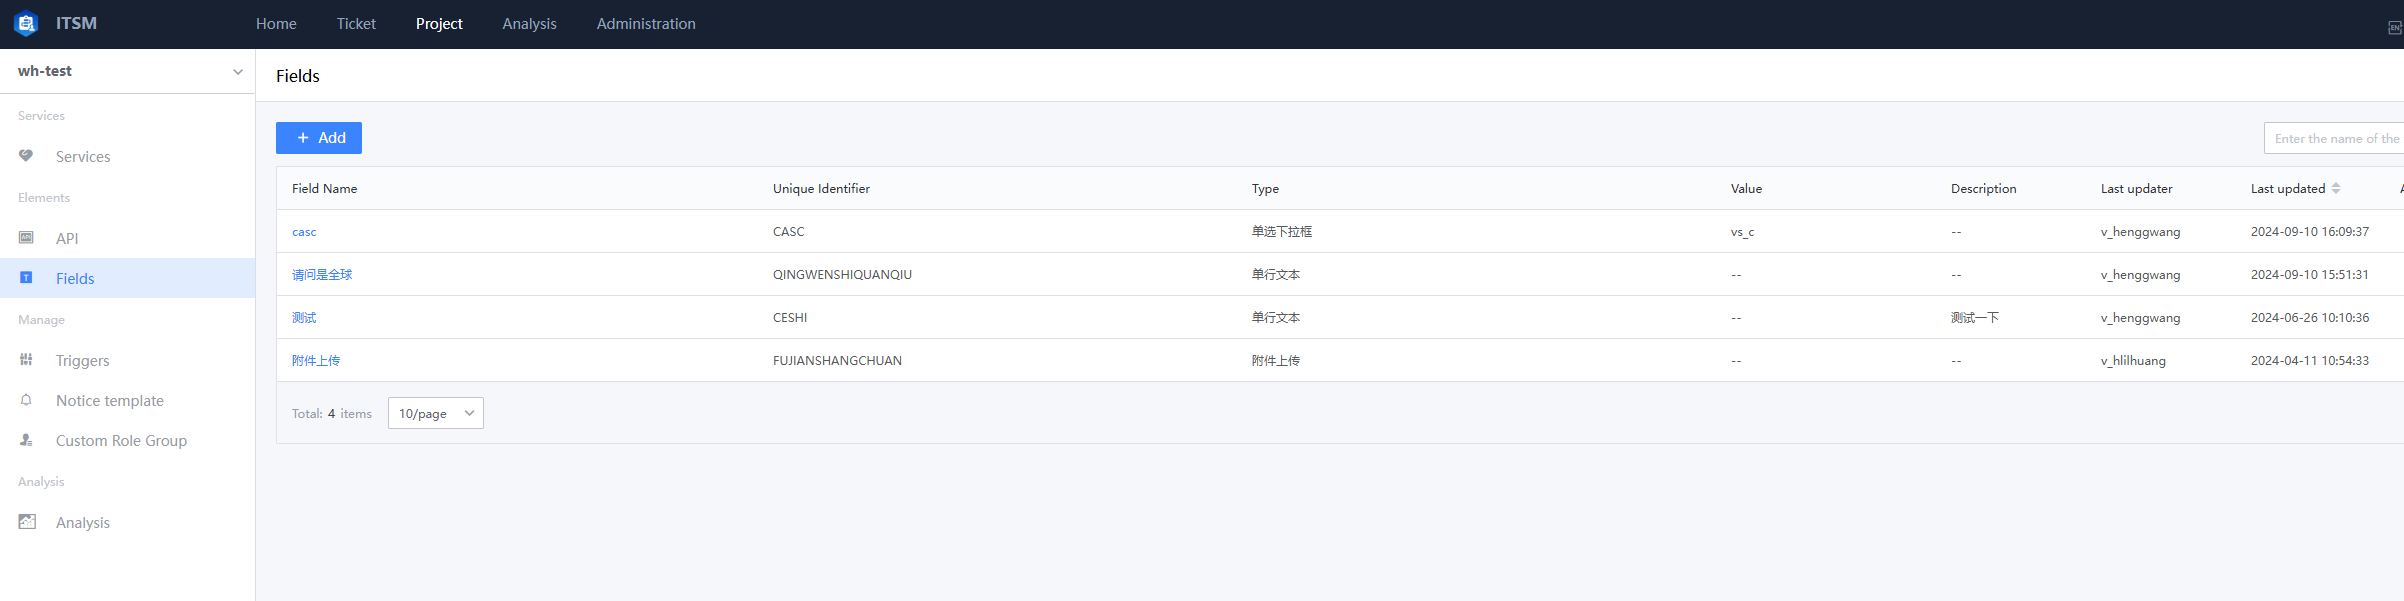 ITSM Home Ticket Project Analysis Administration EN
wh-test
Fields
Services
Services
Elements
API
Fields
Manage
Triggers
Notice template
Custom Role Group
Analysis
Analysis
+ Add
Enter the name of the
Field Name Unique Identifier Type Value Description Last updater Last updated
casc CASC 单选下拉框 vs_c -- v_henggwang 2024-09-10 16:09:37
请问是全球 QINGWENSHIQUANQIU 单行文本 -- -- v_henggwang 2024-09-10 15:51:31
测试 CESHI 单行文本 -- 测试一下 v_henggwang 2024-06-26 10:10:36
附件上传 FUJIANSHANGCHUAN 附件上传 -- -- v_hlilhuang 2024-04-11 10:54:33
Total: 4 items 10/page